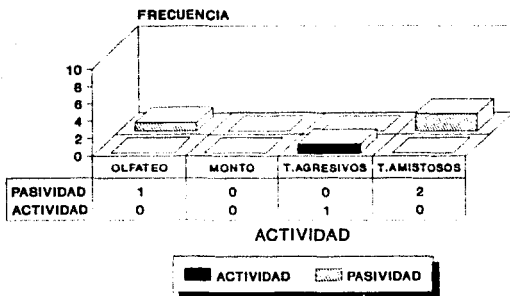 FRECUENCIA
10
8
6
4
2
0
OLFATEO MONTO T.AGRESIVOS T.AMISTOSOS
PASIVIDAD 1 0 0 2
ACTIVIDAD 0 0 1 0
ACTIVIDAD
ACTIVIDAD PASIVIDAD